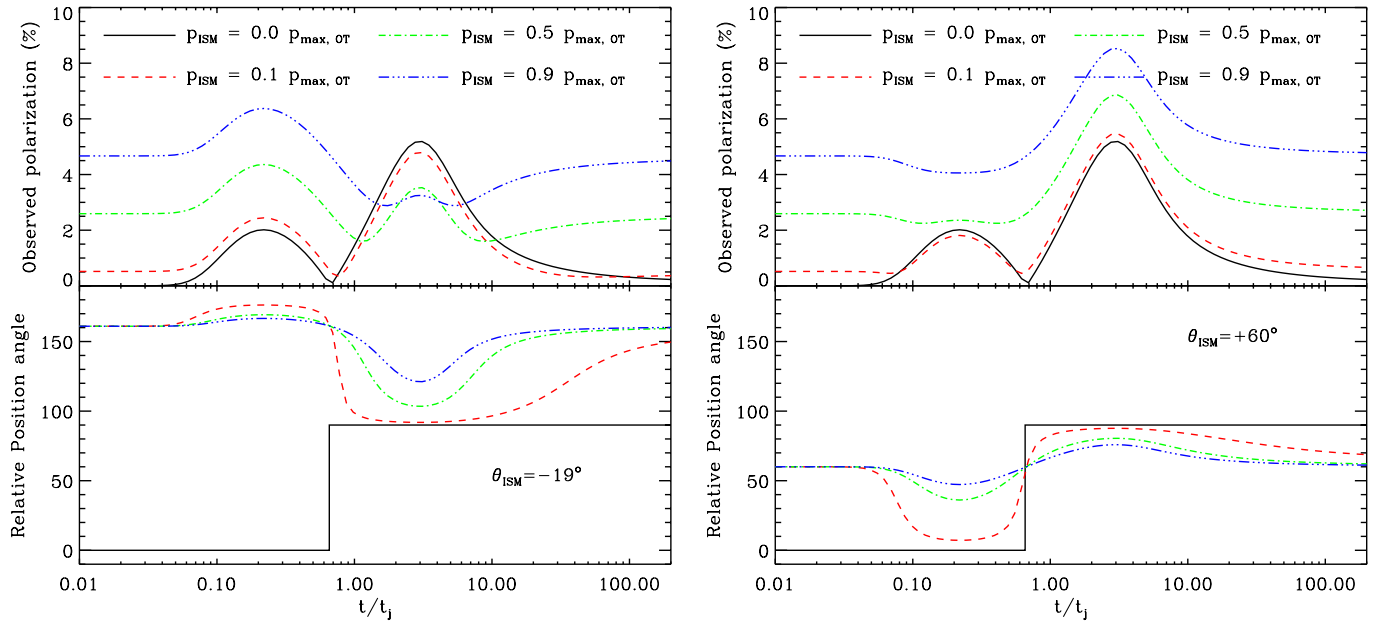 Observed polarization (%)
10
8
6
4
2
0
p_ISM = 0.0 p_max, OT
p_ISM = 0.5 p_max, OT
p_ISM = 0.1 p_max, OT
p_ISM = 0.9 p_max, OT
Relative Position angle
150
100
50
0
θ_ISM=−19°
0.01
0.10
1.00
10.00
100.00
t/t_j
Observed polarization (%)
10
8
6
4
2
0
p_ISM = 0.0 p_max, OT
p_ISM = 0.5 p_max, OT
p_ISM = 0.1 p_max, OT
p_ISM = 0.9 p_max, OT
Relative Position angle
150
100
50
0
θ_ISM=+60°
0.01
0.10
1.00
10.00
100.00
t/t_j